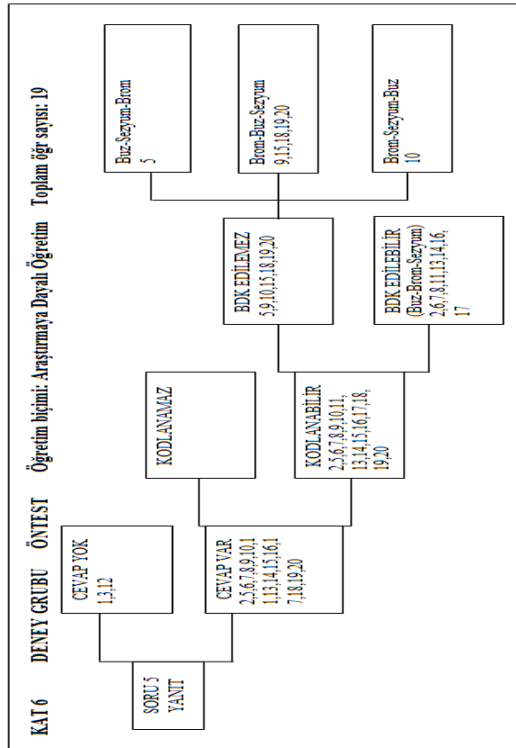 KAT 6 DENEY GRUBU ÖNTEST Öğretim biçimi: Araştırmaya Dayalı Öğretim Toplam öğr sayısı: 19
SORU 5
YANIT
CEVAP YOK
1,3,12
CEVAP VAR
2,5,6,7,8,9,10,1
1,13,14,15,16,1
7,18,19,20
KODLANAMAZ
KODLANABİLİR
2,5,6,7,8,9,10,11,
13,14,15,16,17,18,
19,20
BDK EDİLEMEZ
5,9,10,15,18,19,20
BDK EDİLEBİLİR
(Buz-Brom-Sezyum)
2,6,7,8,11,13,14,16,
17
Buz-Sezyum-Brom
5
Brom-Buz-Sezyum
9,15,18,19,20
Brom-Sezyum-Buz
10